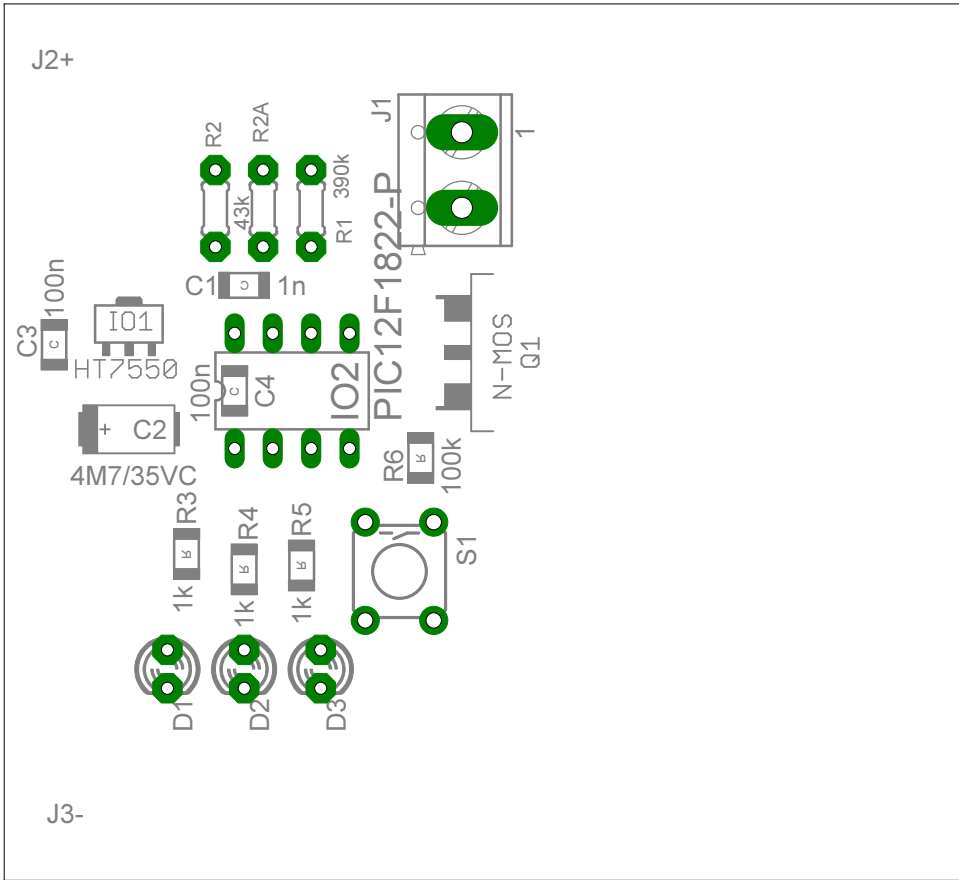 J2+
R2
R2A
J1
1
390k
43k
R1
PIC12F1822-P
C1
C
1n
100n
C3
C
IO1
HT7550
100n
C
C4
IO2
N-MOS
Q1
+
C2
4M7/35VC
R6
R
100k
R3
R
1k
R4
R
1k
R5
R
1k
S1
D1
D2
D3
J3-